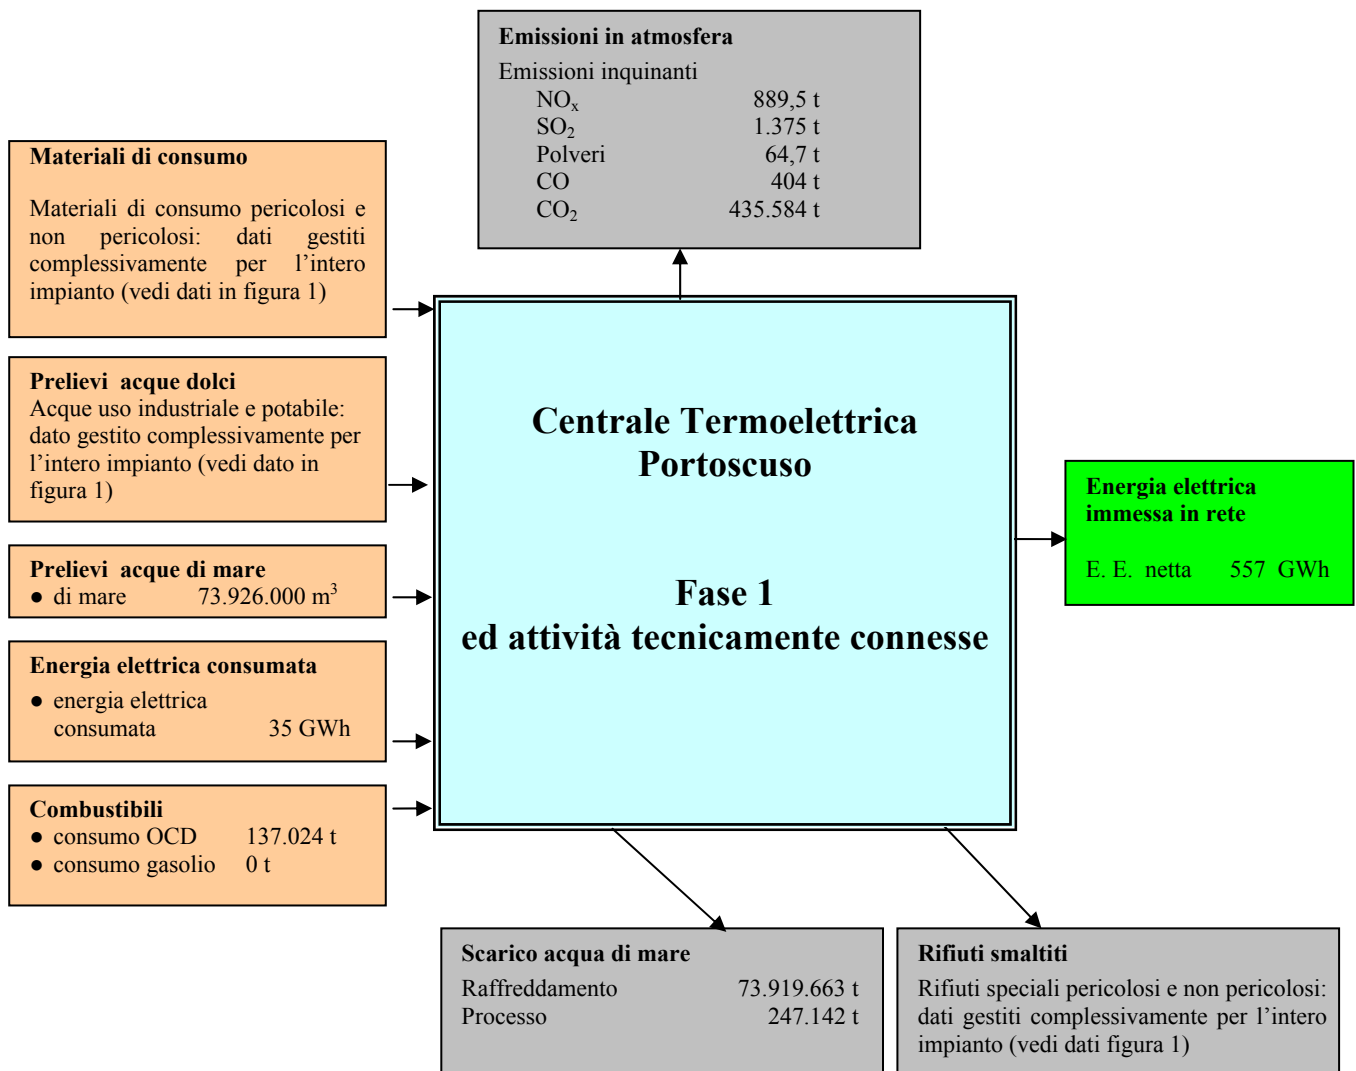 Emissioni in atmosfera
Emissioni inquinanti
NOx 889,5 t
SO2 1.375 t
Polveri 64,7 t
CO 404 t
CO2 435.584 t
Materiali di consumo
Materiali di consumo pericolosi e
non pericolosi: dati gestiti
complessivamente per l’intero
impianto (vedi dati in figura 1)
Prelievi acque dolci
Acque uso industriale e potabile:
dato gestito complessivamente per
l’intero impianto (vedi dato in
figura 1)
Prelievi acque di mare
● di mare 73.926.000 m3
Energia elettrica consumata
● energia elettrica
consumata 35 GWh
Combustibili
● consumo OCD 137.024 t
● consumo gasolio 0 t
Centrale Termoelettrica
Portoscuso
Fase 1
ed attività tecnicamente connesse
Energia elettrica
immessa in rete
E. E. netta 557 GWh
Scarico acqua di mare
Raffreddamento 73.919.663 t
Processo 247.142 t
Rifiuti smaltiti
Rifiuti speciali pericolosi e non pericolosi:
dati gestiti complessivamente per l’intero
impianto (vedi dati figura 1)